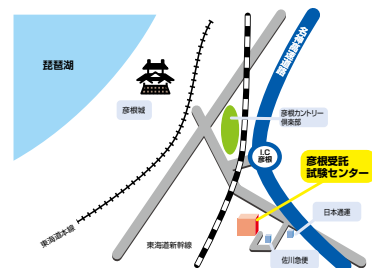 琵琶湖
彦根城
名神高速道路
彦根カントリー
倶楽部
I.C
彦根
彦根受託
試験センター
日本通運
佐川急便
東海道本線
東海道新幹線